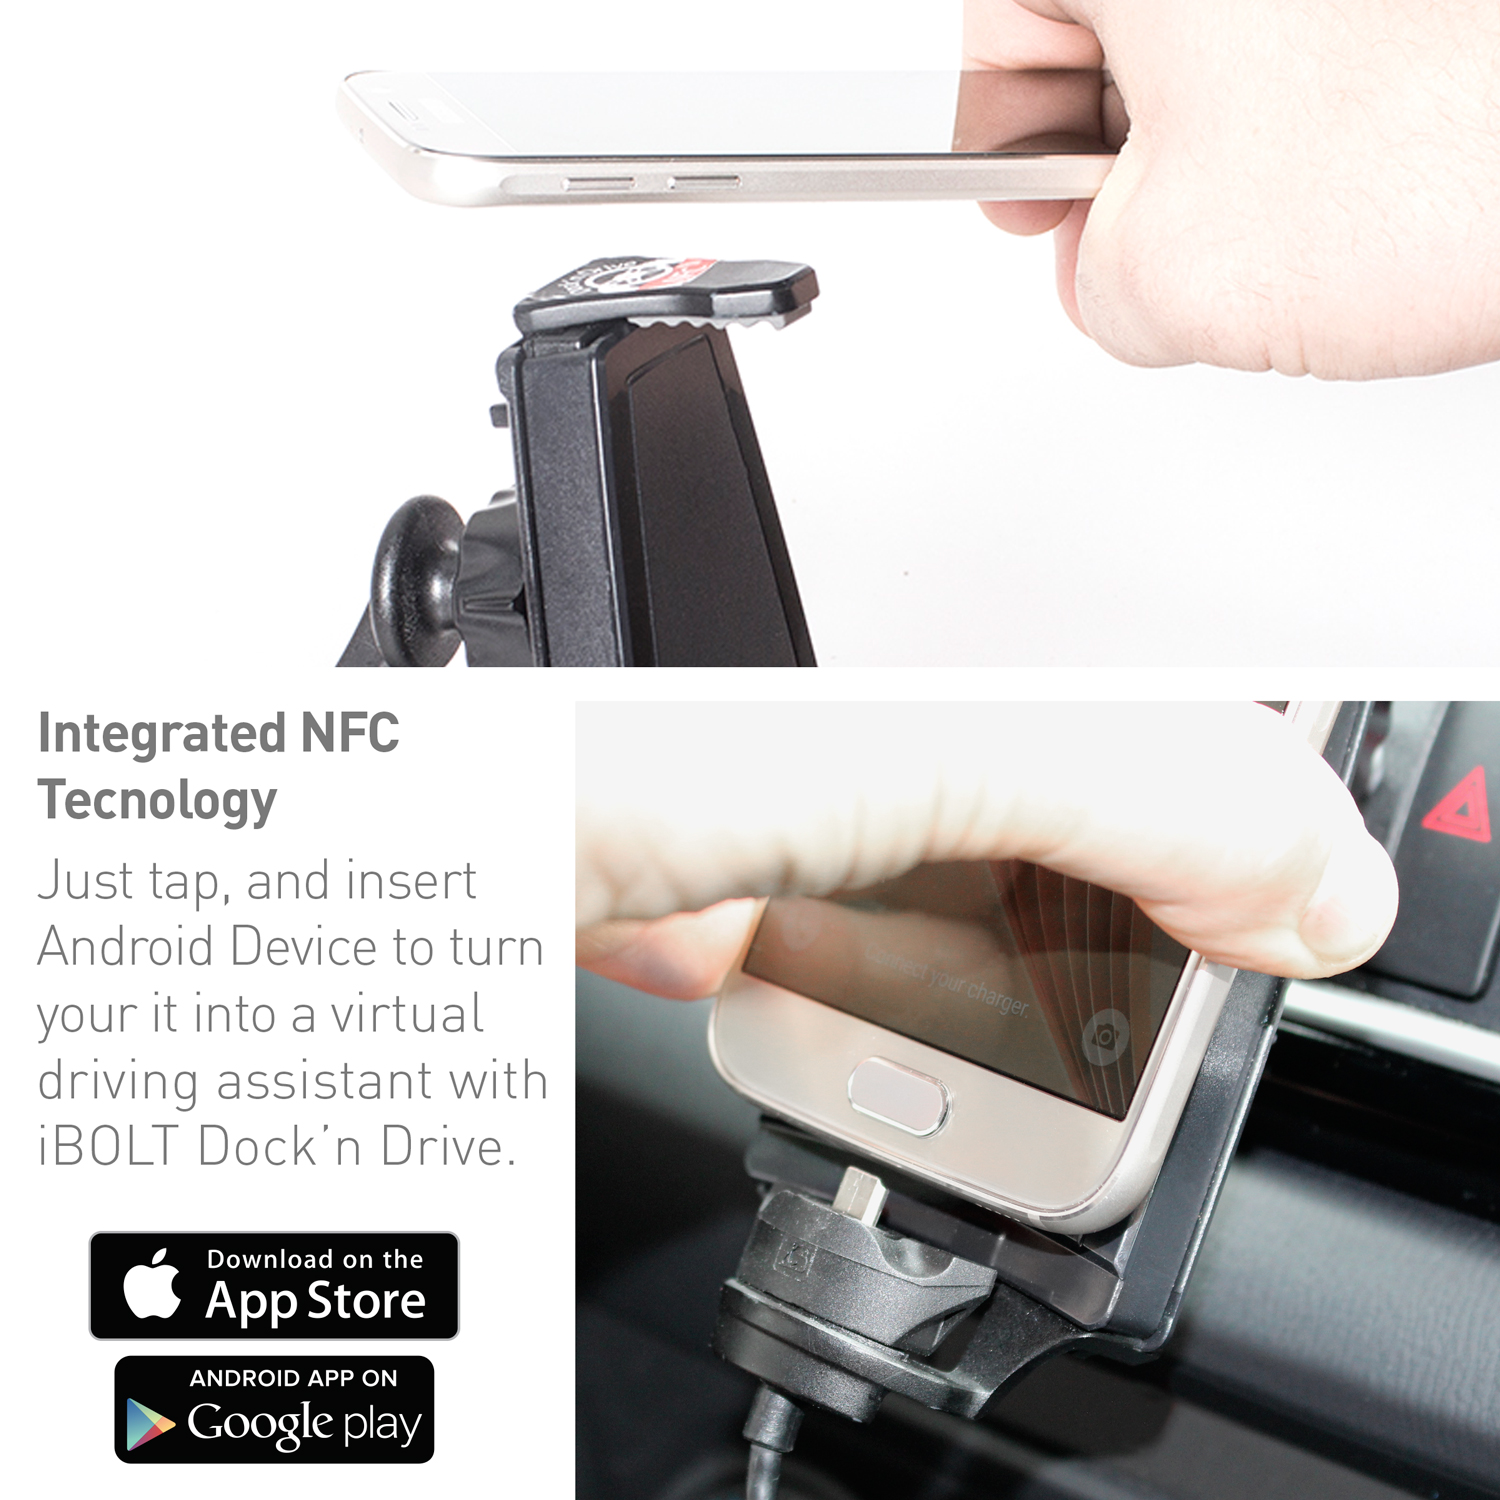 Integrated NFC
Tecnology
Just tap, and insert
Android Device to turn
your it into a virtual
driving assistant with
iBOLT Dock’n Drive.
Connect your charger.
Download on the
App Store
ANDROID APP ON
Google play